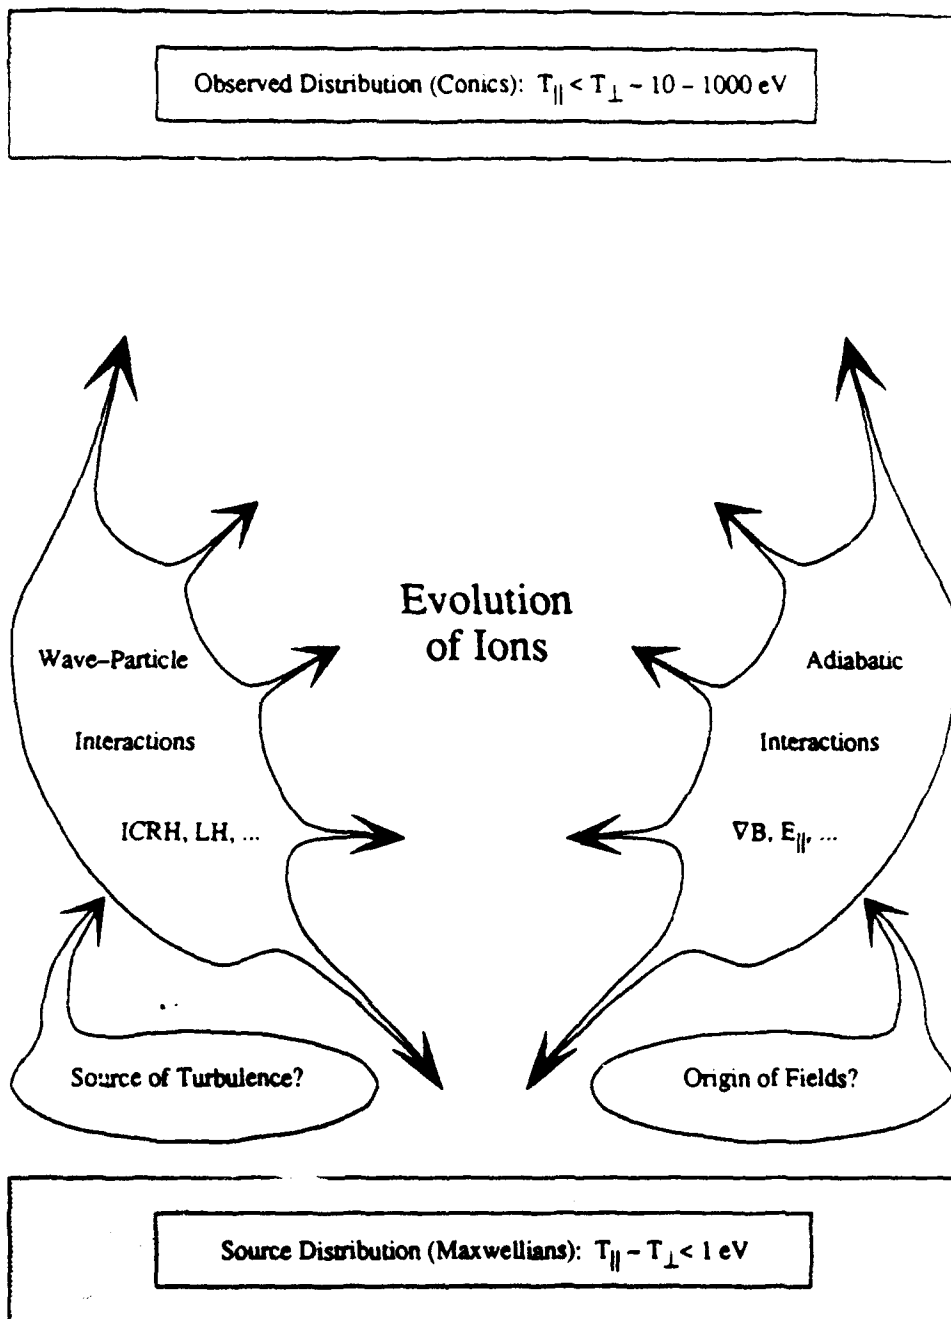 Observed Distribution (Conics): T∥ < T⊥ ~ 10 – 1000 eV
Evolution
of Ions
Wave–Particle
Interactions
ICRH, LH, ...
Adiabatic
Interactions
∇B, E∥, ...
Source of Turbulence?
Origin of Fields?
Source Distribution (Maxwellians): T∥ ~ T⊥ < 1 eV